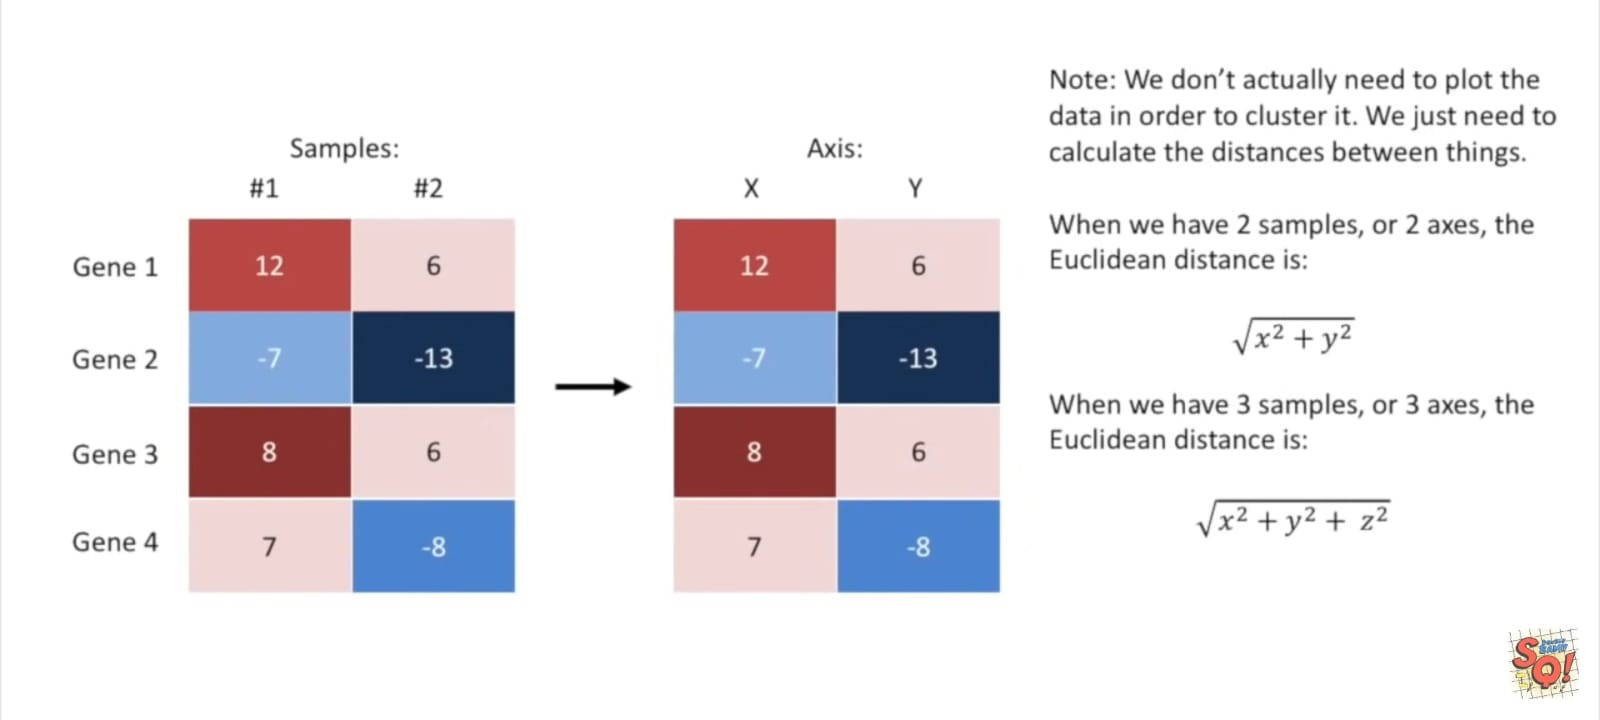 Samples:
#1 #2
Gene 1 12 6
Gene 2 -7 -13
Gene 3 8 6
Gene 4 7 -8
Axis:
X Y
12 6
-7 -13
8 6
7 -8
Note: We don't actually need to plot the
data in order to cluster it. We just need to
calculate the distances between things.
When we have 2 samples, or 2 axes, the
Euclidean distance is:
√x² + y²
When we have 3 samples, or 3 axes, the
Euclidean distance is:
√x² + y² + z²
SQ!